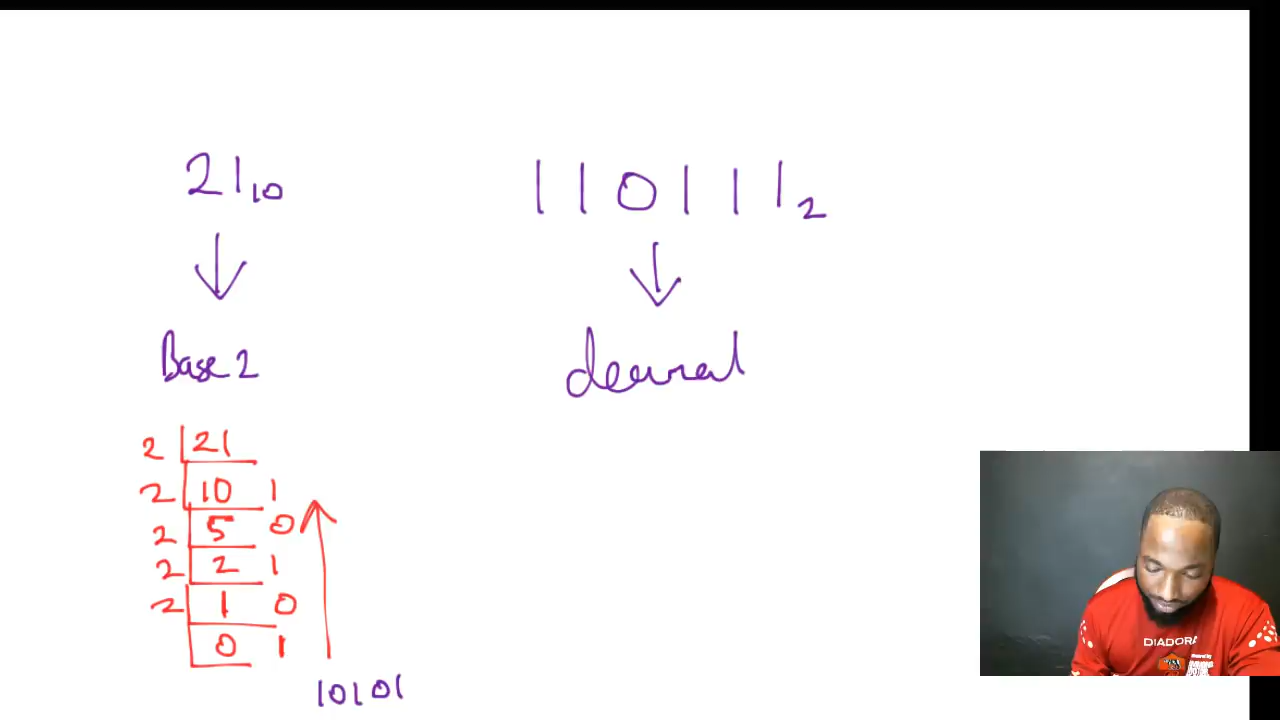 21₁₀
110111₂
Base 2
decimal
2 | 21
2 | 10 1
2 | 5 0
2 | 2 1
2 | 1 0
0 1
10101
DIADORA